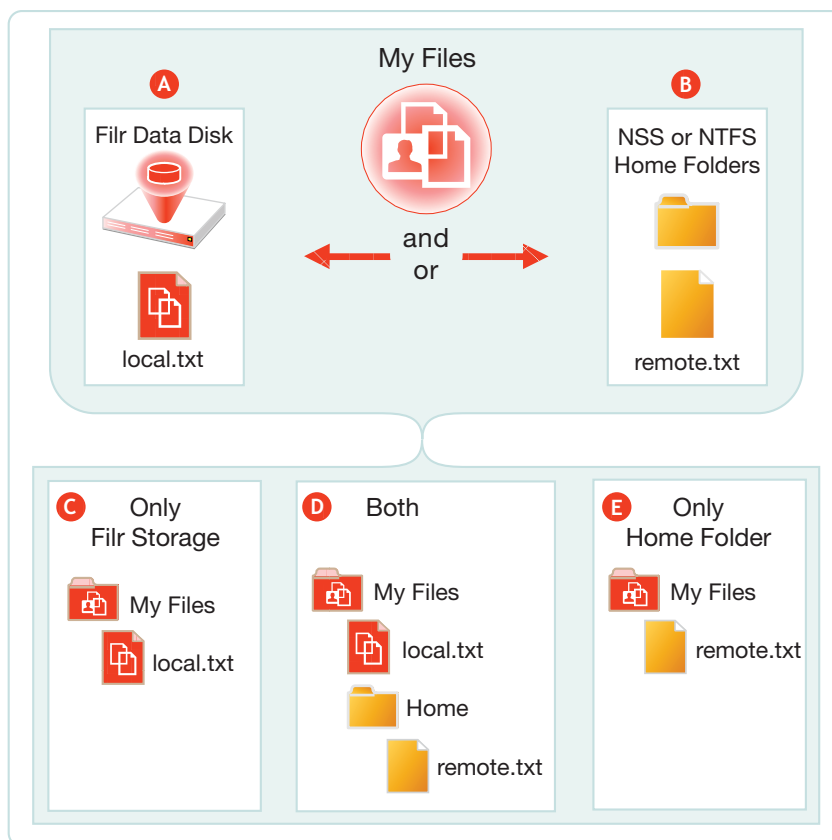 My Files
A
Filr Data Disk
local.txt
and
or
B
NSS or NTFS
Home Folders
remote.txt
C
Only
Filr Storage
My Files
local.txt
D
Both
My Files
local.txt
Home
remote.txt
E
Only
Home Folder
My Files
remote.txt